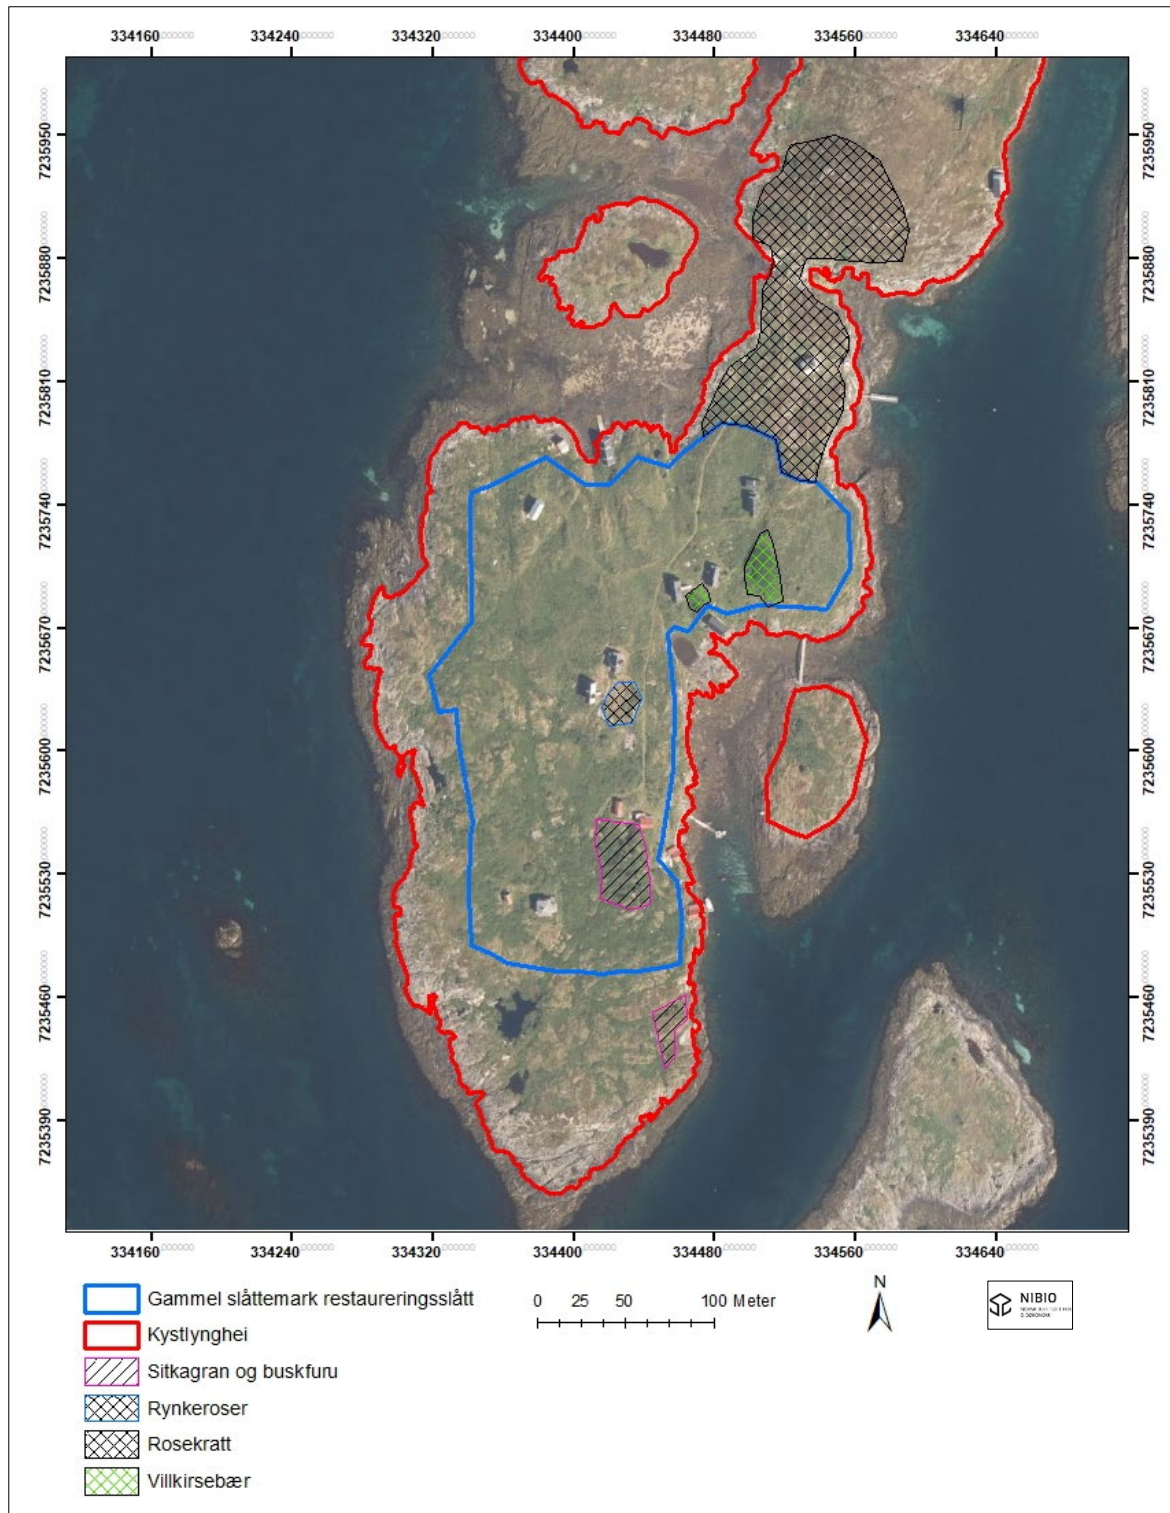 334160 334240 334320 334400 334480 334560 334640
7235950 7235950
7235880 7235880
7235810 7235810
7235740 7235740
7235670 7235670
7235600 7235600
7235530 7235530
7235460 7235460
7235390 7235390
334160 334240 334320 334400 334480 334560 334640
Gammel slåttemark restaureringsslått
Kystlynghei
Sitkagran og buskfuru
Rynkeroser
Rosekratt
Villkirsebær
0 25 50 100 Meter
N
NIBIO